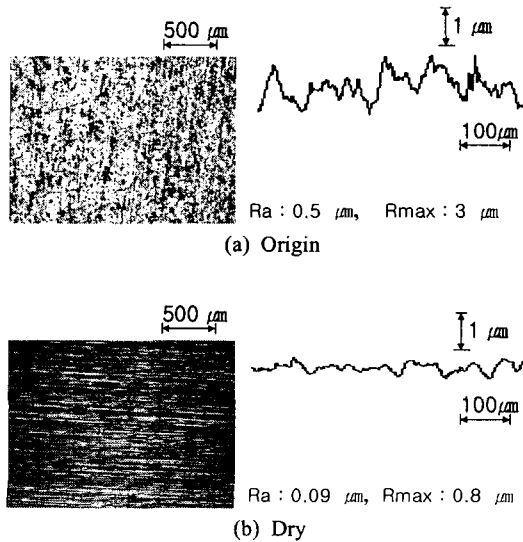 500 μm
1 μm
100μm
Ra : 0.5 μm, Rmax : 3 μm
(a) Origin
500 μm
1 μm
100μm
Ra : 0.09 μm, Rmax : 0.8 μm
(b) Dry